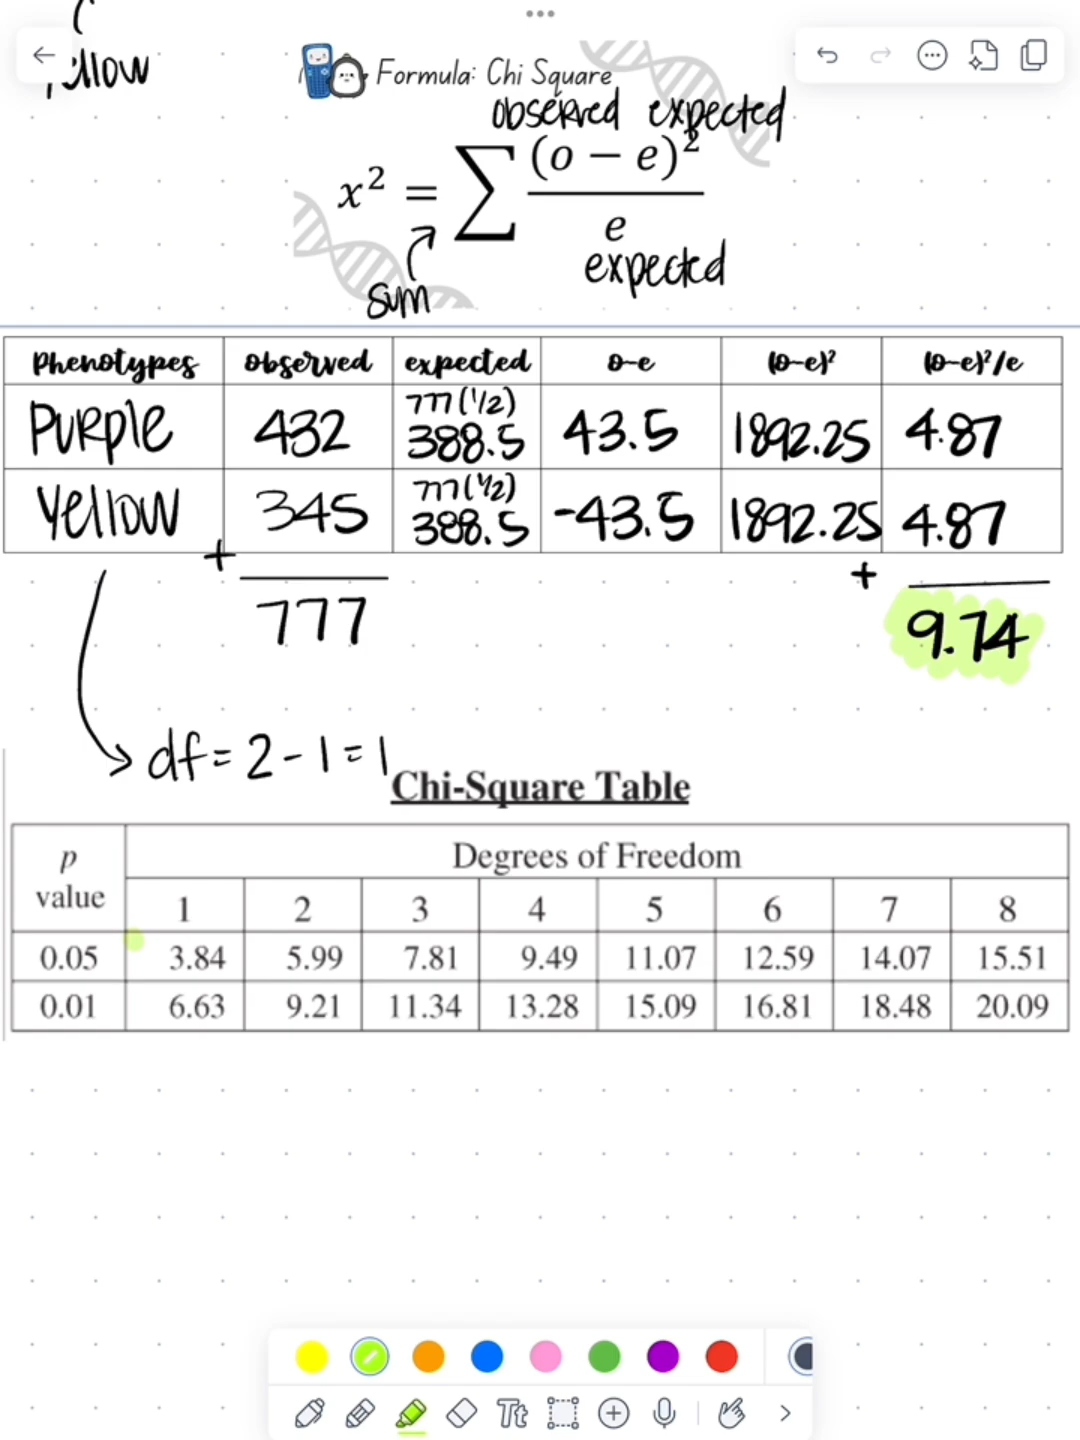 yellow
Formula: Chi Square
observed expected
x² = ∑ (o − e)² / e
sum
expected
Phenotypes observed expected o-e (o-e)² (o-e)²/e
Purple 432 777(1/2) 388.5 43.5 1892.25 4.87
Yellow 345 777(1/2) 388.5 -43.5 1892.25 4.87
+ 777 + 9.74
df = 2 - 1 = 1
Chi-Square Table
p value Degrees of Freedom
1 2 3 4 5 6 7 8
0.05 3.84 5.99 7.81 9.49 11.07 12.59 14.07 15.51
0.01 6.63 9.21 11.34 13.28 15.09 16.81 18.48 20.09
Tt